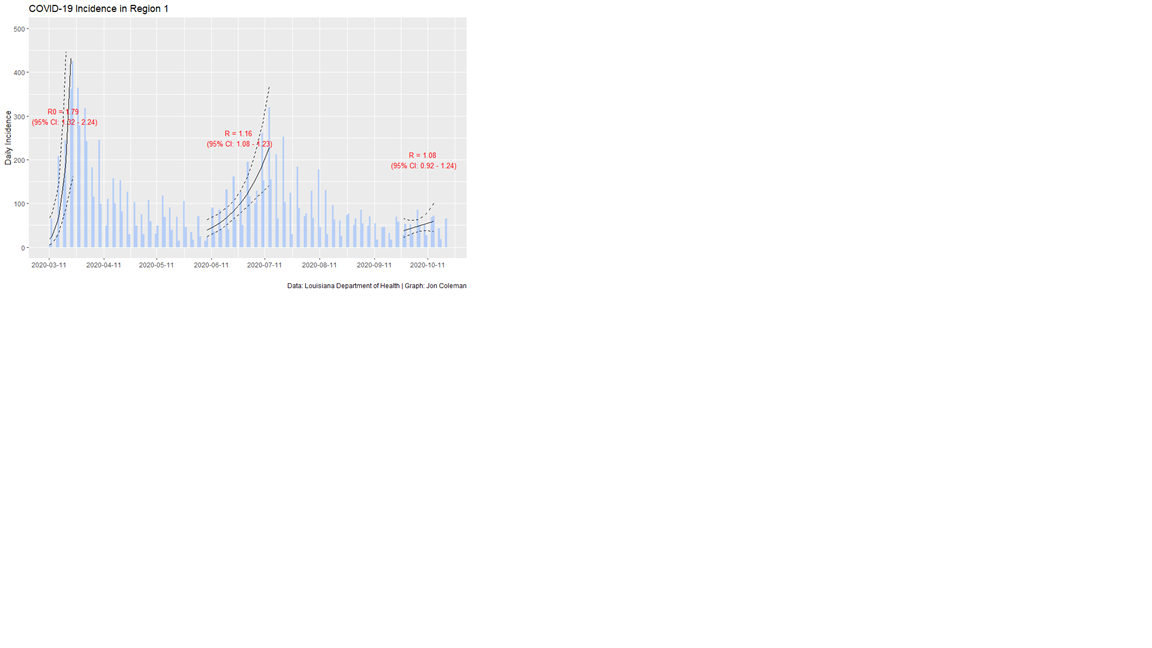 COVID-19 Incidence in Region 1
500
400
300
200
100
0
Daily Incidence
R0 = 1.79
(95% CI: 1.32 - 2.24)
R = 1.16
(95% CI: 1.08 - 1.23)
R = 1.08
(95% CI: 0.92 - 1.24)
2020-03-11
2020-04-11
2020-05-11
2020-06-11
2020-07-11
2020-08-11
2020-09-11
2020-10-11
Data: Louisiana Department of Health | Graph: Jon Coleman